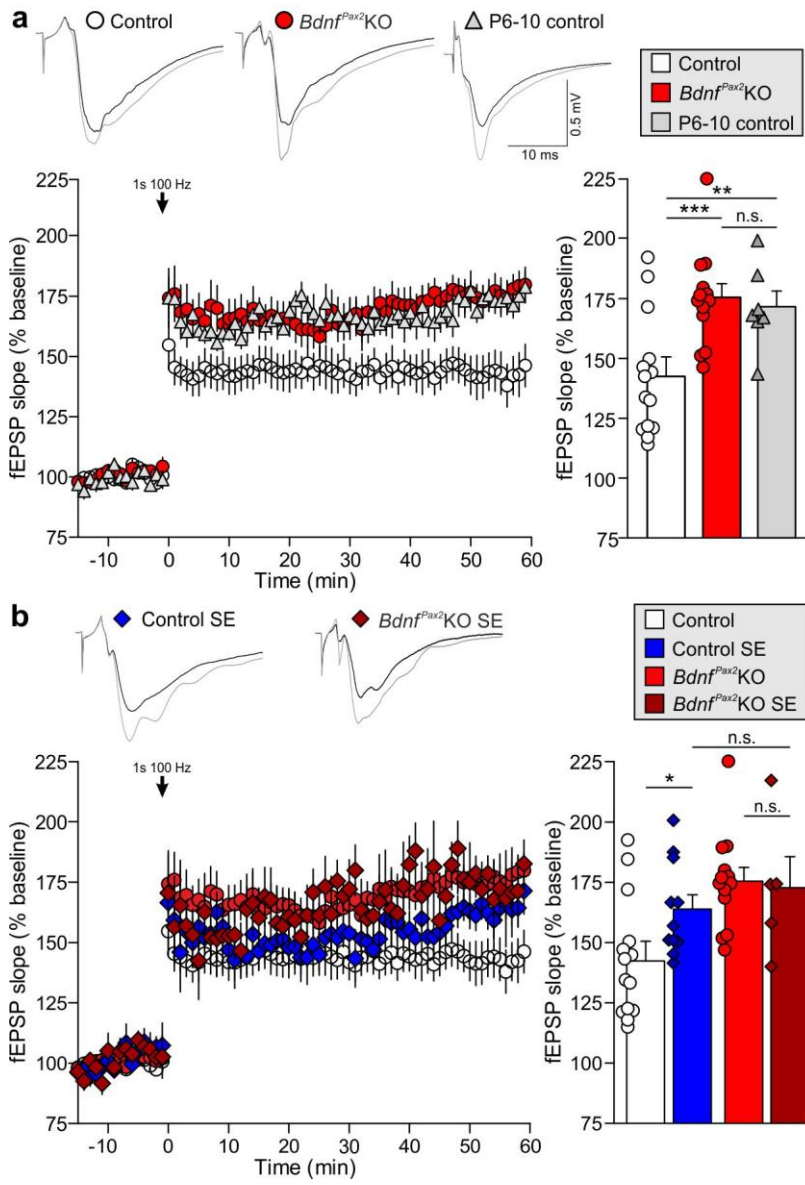 a
Control
Bdnf^Pax2KO
P6-10 control
0.5 mV
10 ms
Control
Bdnf^Pax2KO
P6-10 control
fEPSP slope (% baseline)
225
200
175
150
125
100
75
1s 100 Hz
-10 0 10 20 30 40 50 60
Time (min)
fEPSP slope (% baseline)
225
200
175
150
125
100
75
**
***
n.s.
b
Control SE
Bdnf^Pax2KO SE
Control
Control SE
Bdnf^Pax2KO
Bdnf^Pax2KO SE
fEPSP slope (% baseline)
225
200
175
150
125
100
75
1s 100 Hz
-10 0 10 20 30 40 50 60
Time (min)
fEPSP slope (% baseline)
225
200
175
150
125
100
75
n.s.
*
n.s.